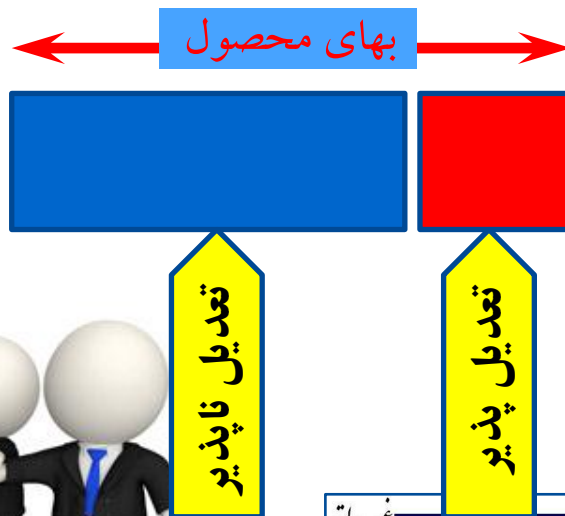 بهای محصول
تعدیل پذیر
تعدیل ناپذیر